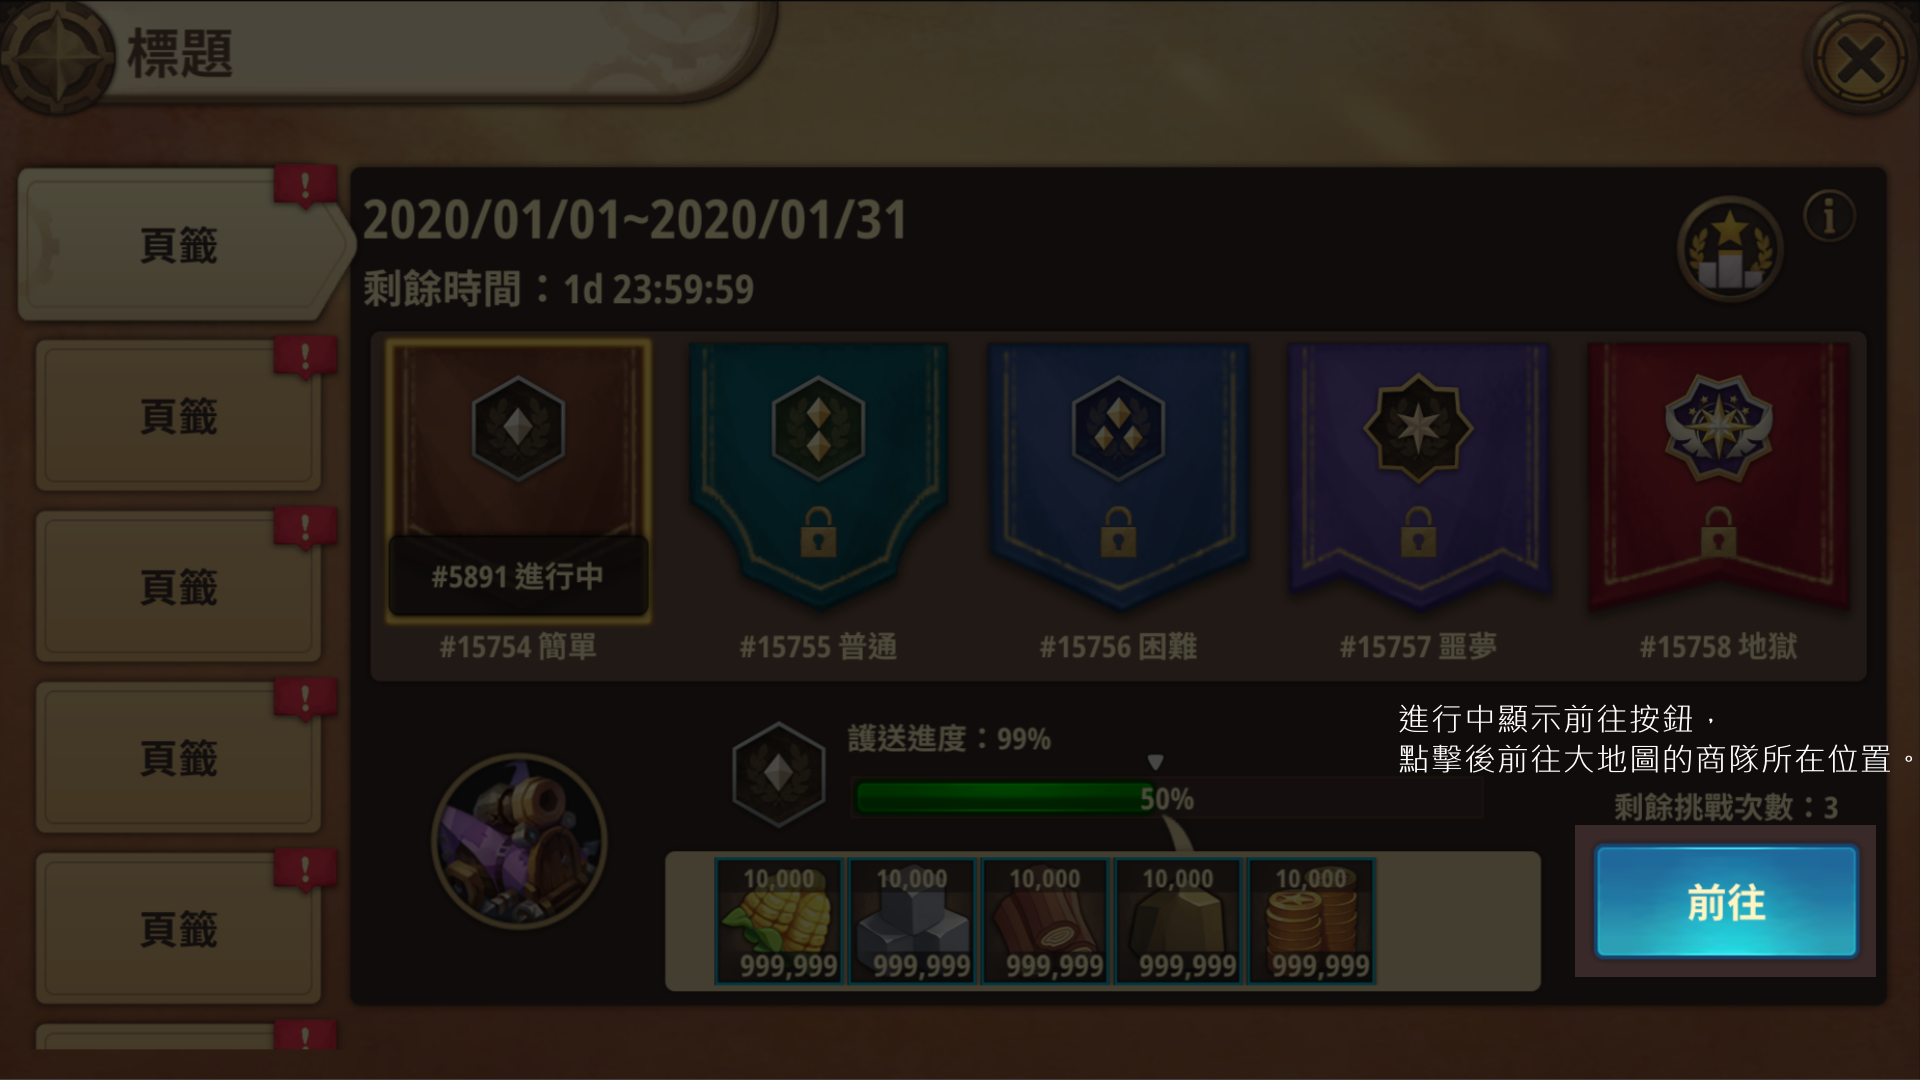 標題
頁籤
頁籤
頁籤
頁籤
頁籤
2020/01/01~2020/01/31
剩餘時間：1d 23:59:59
#5891 進行中
#15754 簡單
#15755 普通
#15756 困難
#15757 噩夢
#15758 地獄
進行中顯示前往按鈕，
點擊後前往大地圖的商隊所在位置。
護送進度：99%
50%
剩餘挑戰次數：3
前往
10,000
10,000
10,000
10,000
10,000
999,999
999,999
999,999
999,999
999,999